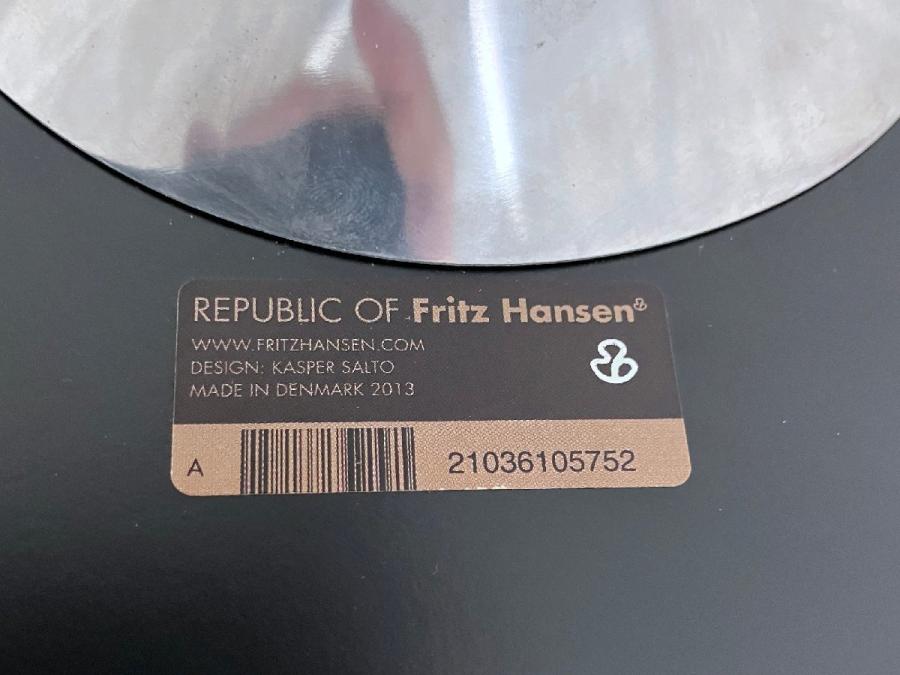 REPUBLIC OF Fritz Hansen
WWW.FRITZHANSEN.COM
DESIGN: KASPER SALTO
MADE IN DENMARK 2013
A 21036105752